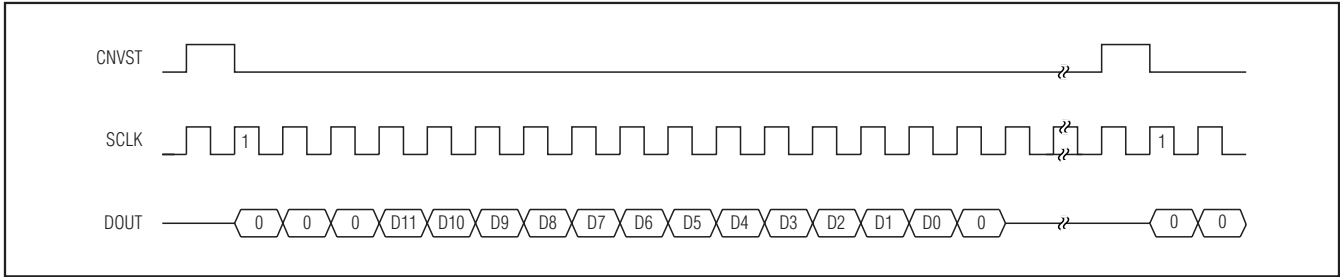 CNVST
SCLK 1 1
DOUT 0 0 0 D11 D10 D9 D8 D7 D6 D5 D4 D3 D2 D1 D0 0 0 0